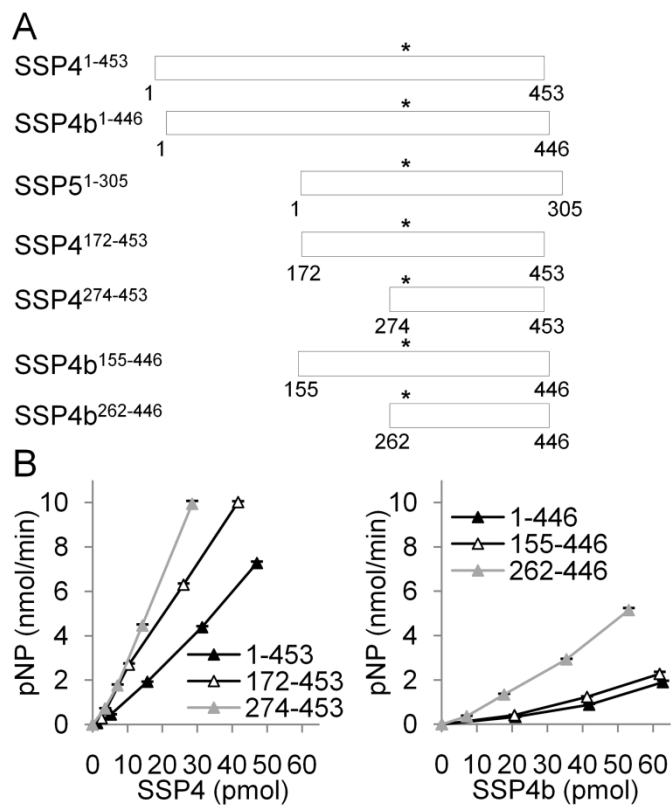 A
*
SSP4¹⁻⁴⁵³
1 453
*
SSP4b¹⁻⁴⁴⁶
1 446
*
SSP5¹⁻³⁰⁵
1 305
*
SSP4¹⁷²⁻⁴⁵³
172 453
*
SSP4²⁷⁴⁻⁴⁵³
274 453
*
SSP4b¹⁵⁵⁻⁴⁴⁶
155 446
*
SSP4b²⁶²⁻⁴⁴⁶
262 446
B
pNP (nmol/min)
10
8
6
4
2
0
1-453
172-453
274-453
0 10 20 30 40 50 60
SSP4 (pmol)
pNP (nmol/min)
10
8
6
4
2
0
1-446
155-446
262-446
0 10 20 30 40 50 60
SSP4b (pmol)